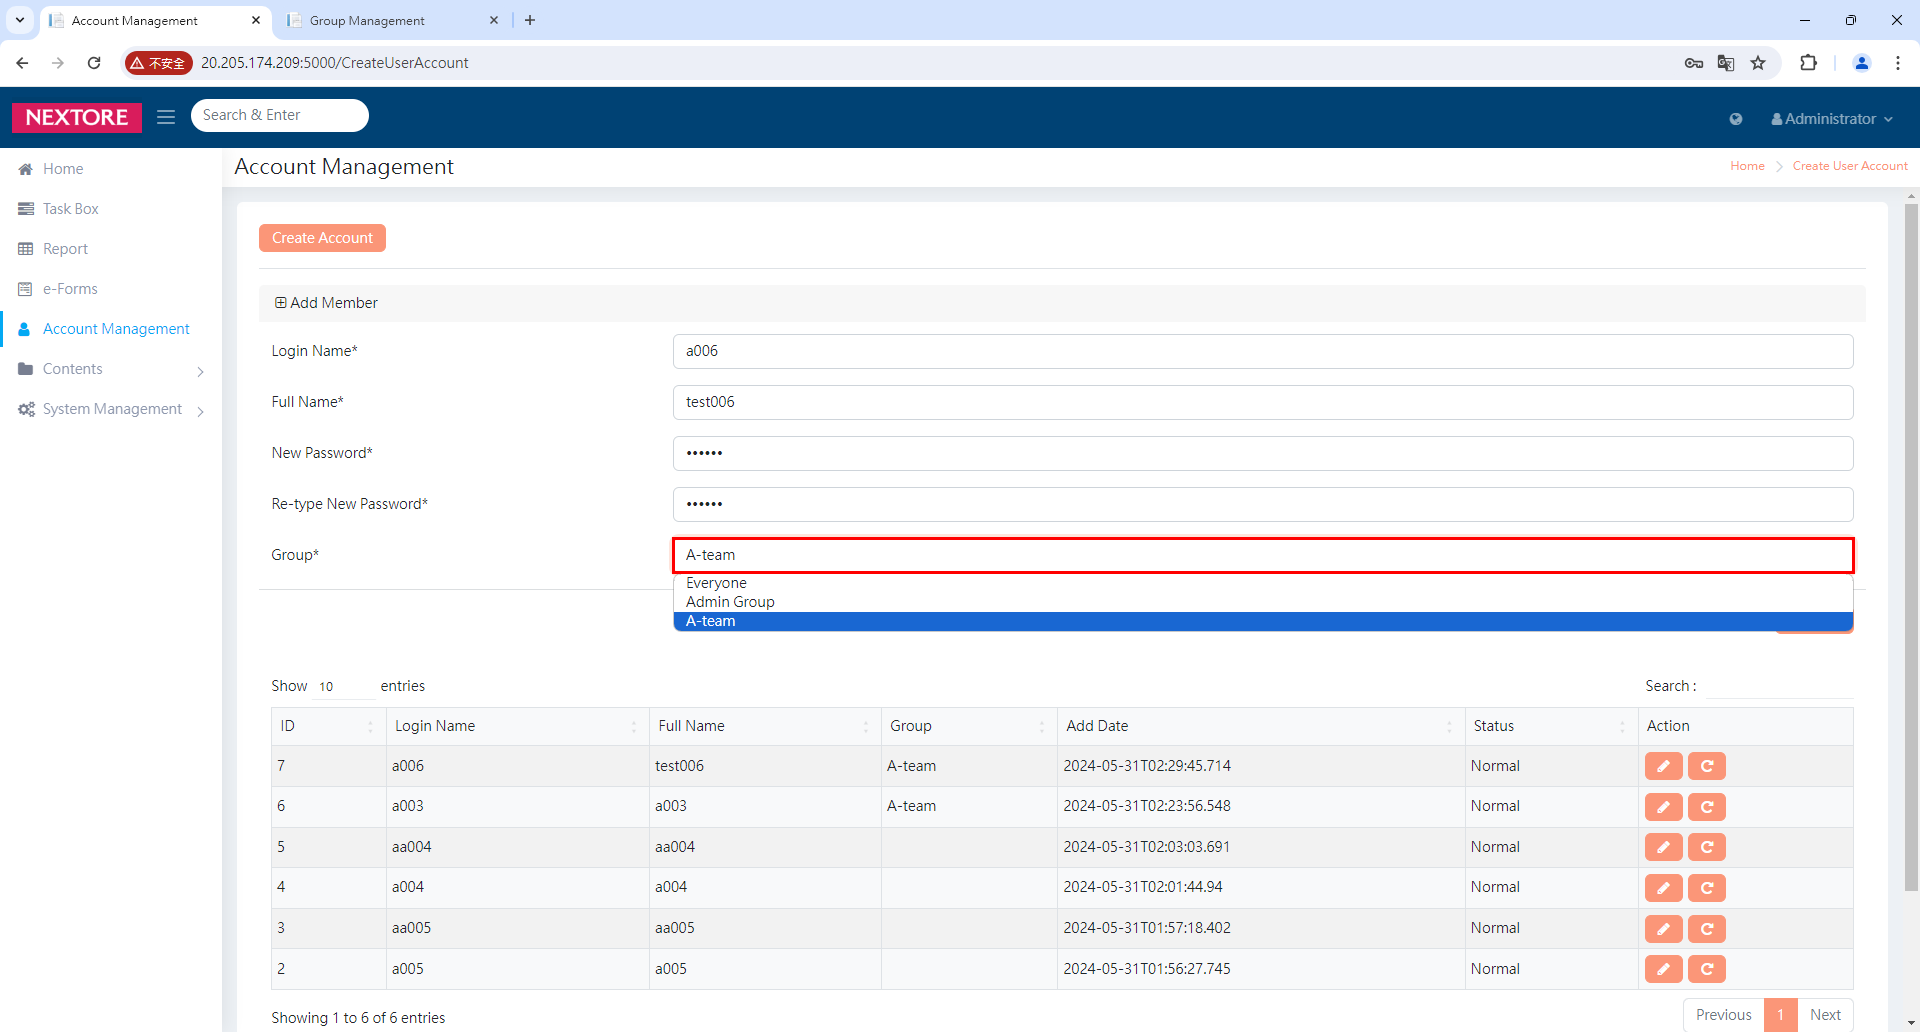 Account Management
Group Management
不安全
20.205.174.209:5000/CreateUserAccount
NEXTORE
Search & Enter
Administrator
Home
Task Box
Report
e-Forms
Account Management
Contents
System Management
Account Management
Home
Create User Account
Create Account
Add Member
Login Name*
a006
Full Name*
test006
New Password*
••••••
Re-type New Password*
••••••
Group*
A-team
Everyone
Admin Group
A-team
Show 10 entries
Search :
ID Login Name Full Name Group Add Date Status Action
7 a006 test006 A-team 2024-05-31T02:29:45.714 Normal
6 a003 a003 A-team 2024-05-31T02:23:56.548 Normal
5 aa004 aa004 2024-05-31T02:03:03.691 Normal
4 a004 a004 2024-05-31T02:01:44.94 Normal
3 aa005 aa005 2024-05-31T01:57:18.402 Normal
2 a005 a005 2024-05-31T01:56:27.745 Normal
Showing 1 to 6 of 6 entries
Previous 1 Next